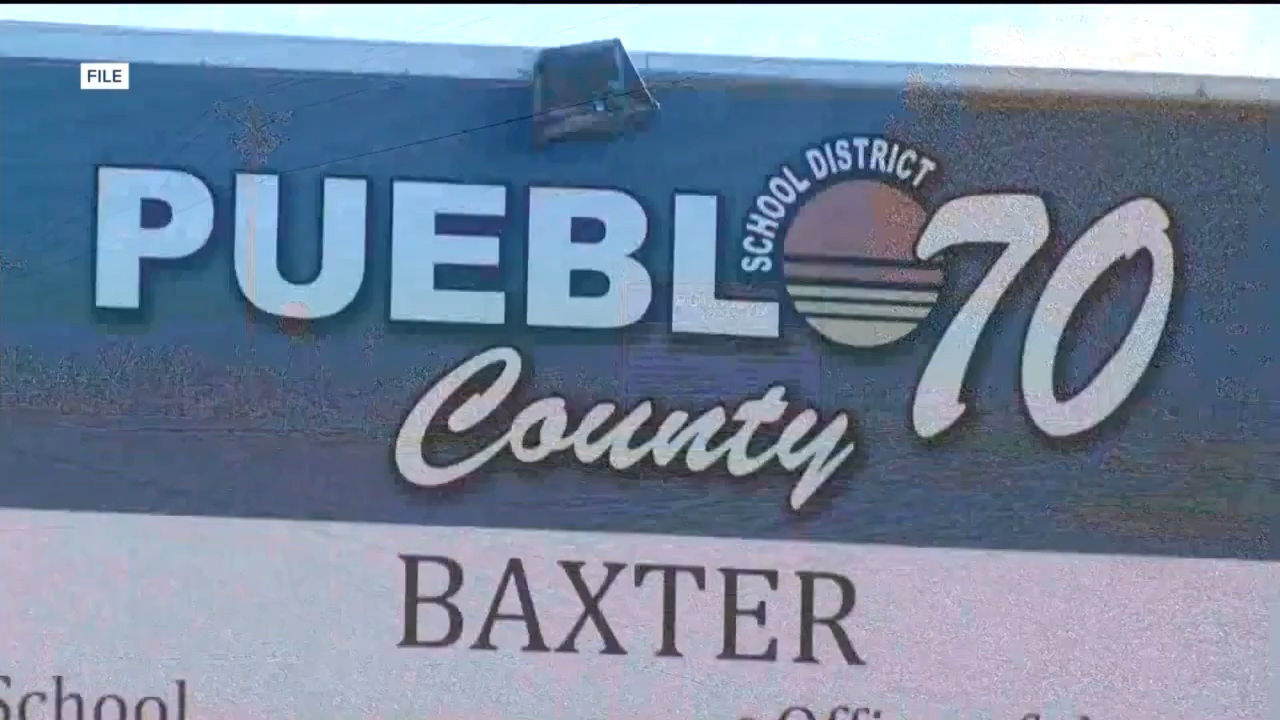 FILE
SCHOOL DISTRICT
PUEBLO 70
County
BAXTER
School